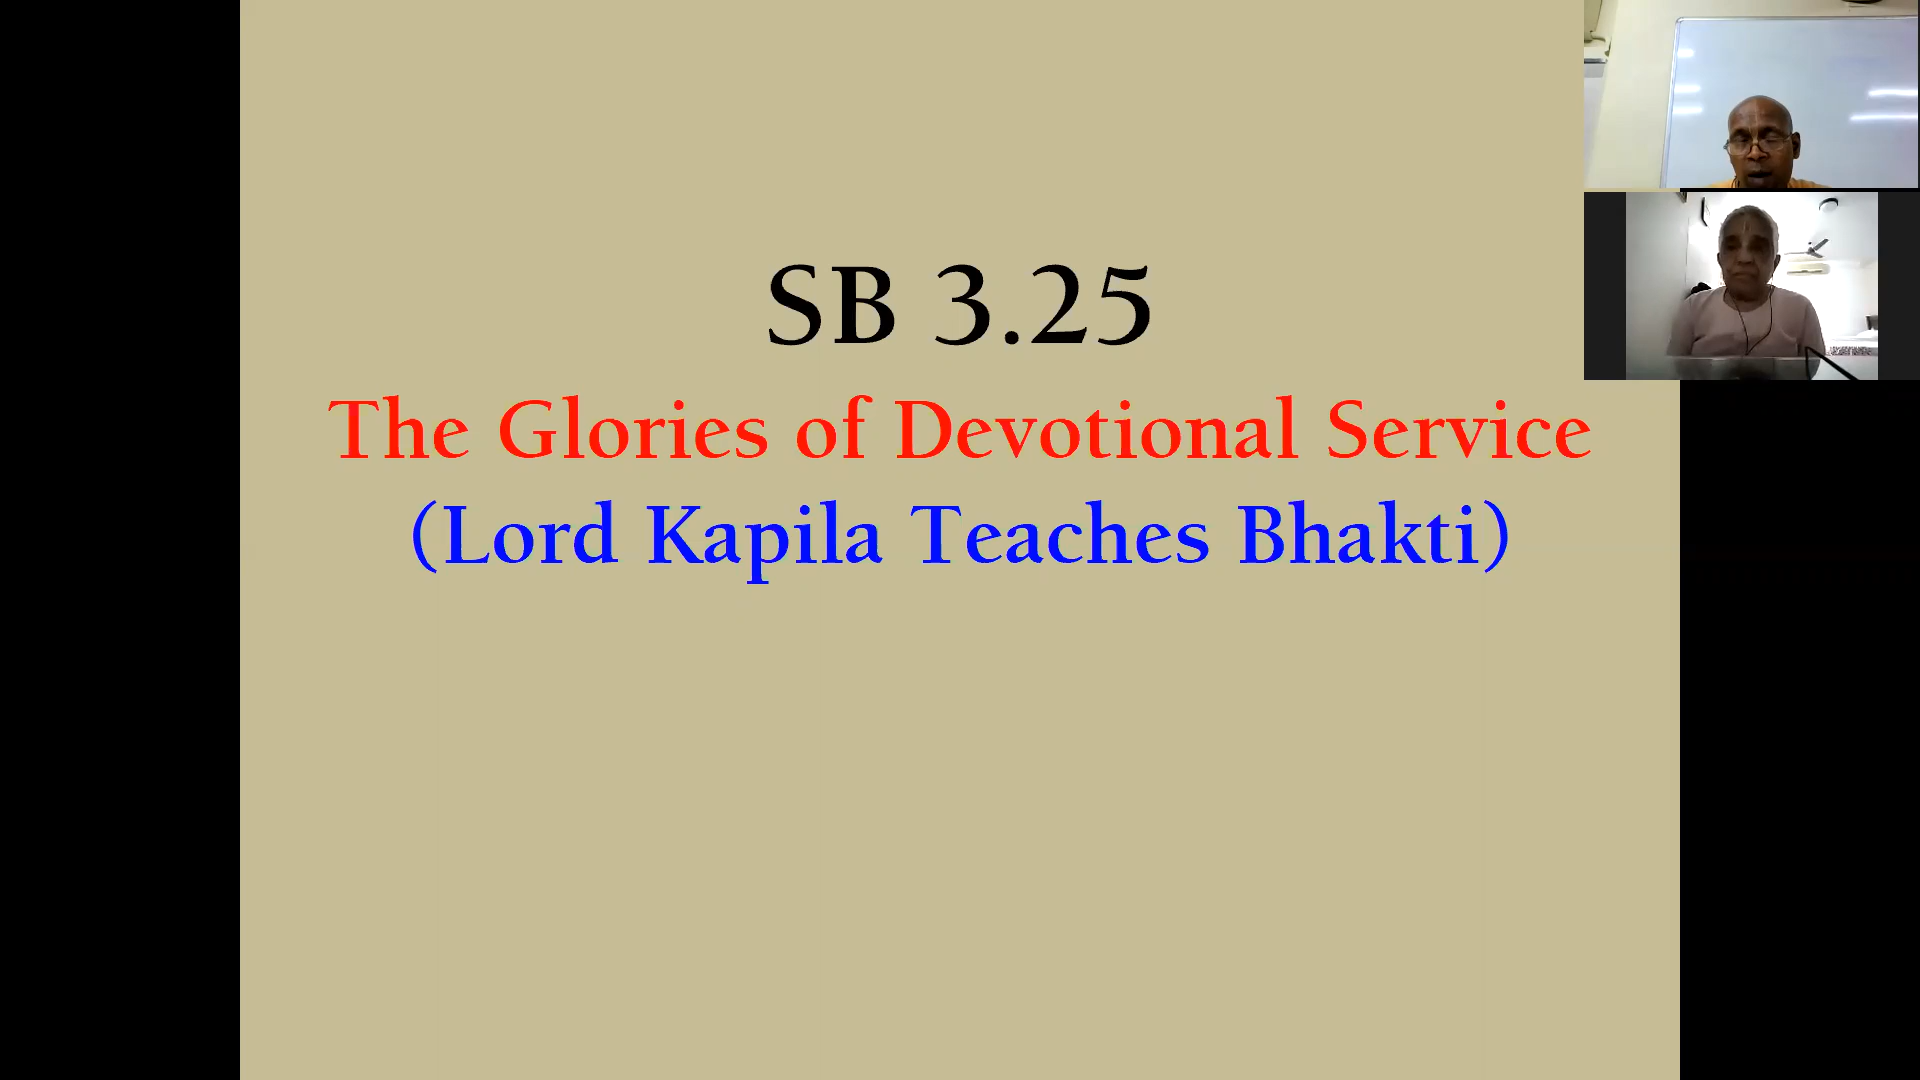 SB 3.25
The Glories of Devotional Service
(Lord Kapila Teaches Bhakti)